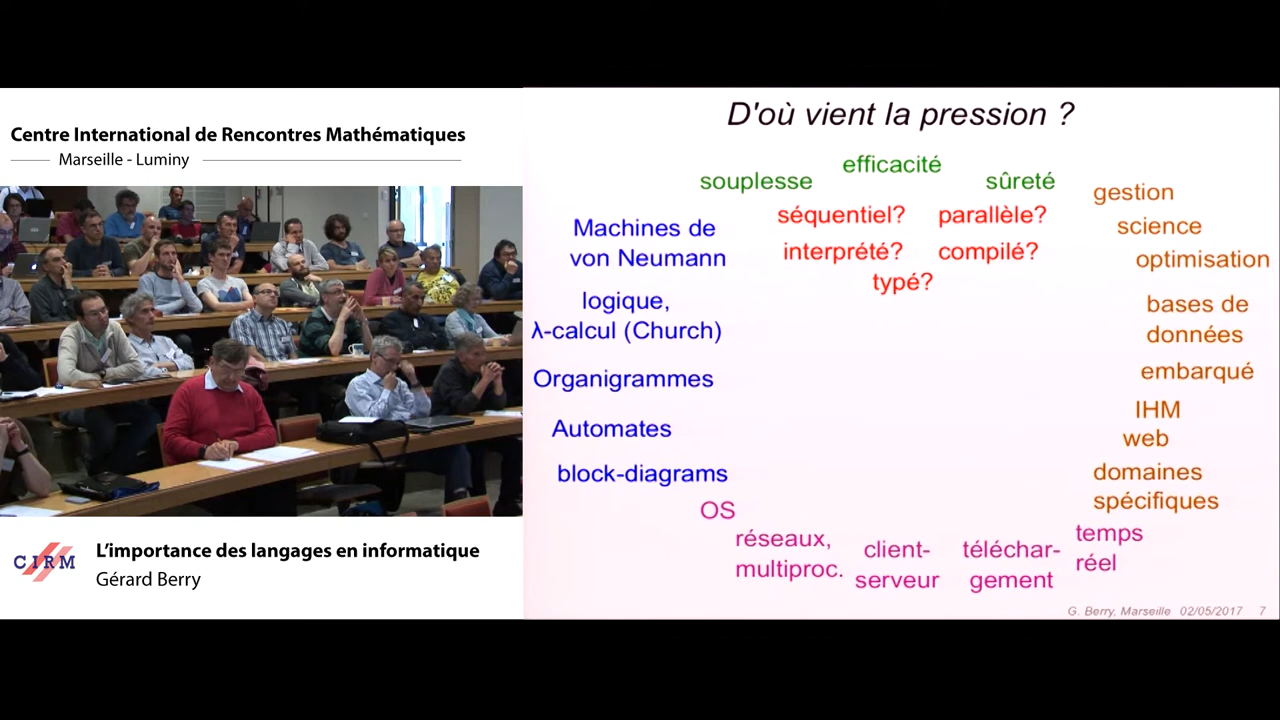 Centre International de Rencontres Mathématiques
Marseille - Luminy
CIRM
L'importance des langages en informatique
Gérard Berry
D'où vient la pression ?
souplesse
efficacité
sûreté
séquentiel?
parallèle?
interprété?
compilé?
typé?
Machines de
von Neumann
logique,
λ-calcul (Church)
Organigrammes
Automates
block-diagrams
gestion
science
optimisation
bases de
données
embarqué
IHM
web
domaines
spécifiques
OS
réseaux,
multiproc.
client-
serveur
téléchar-
gement
temps
réel
G. Berry, Marseille 02/05/2017 7